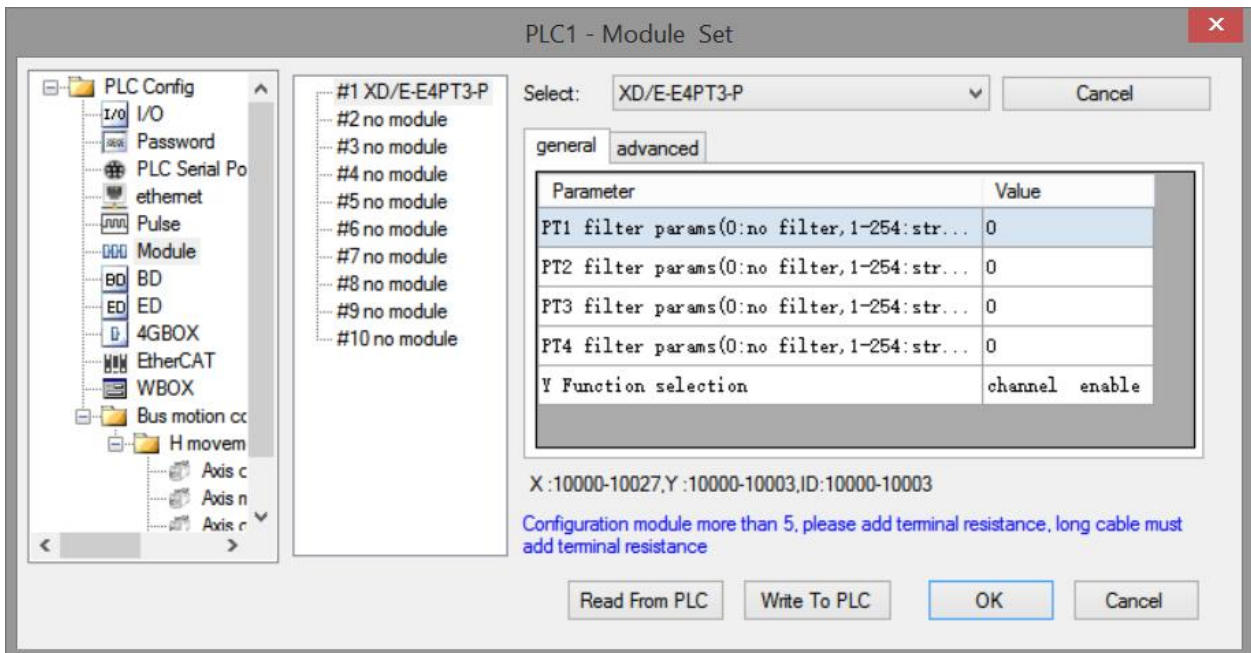 PLC1 - Module Set
PLC Config
I/O I/O
Password
PLC Serial Po
ethernet
Pulse
Module
BD BD
ED ED
4GBOX
EtherCAT
WBOX
Bus motion cc
H movem
Axis c
Axis n
Axis r
#1 XD/E-E4PT3-P
#2 no module
#3 no module
#4 no module
#5 no module
#6 no module
#7 no module
#8 no module
#9 no module
#10 no module
Select: XD/E-E4PT3-P Cancel
general advanced
Parameter Value
PT1 filter params(0:no filter,1-254:str... 0
PT2 filter params(0:no filter,1-254:str... 0
PT3 filter params(0:no filter,1-254:str... 0
PT4 filter params(0:no filter,1-254:str... 0
Y Function selection channel enable
X :10000-10027,Y :10000-10003,ID:10000-10003
Configuration module more than 5, please add terminal resistance, long cable must
add terminal resistance
Read From PLC Write To PLC OK Cancel